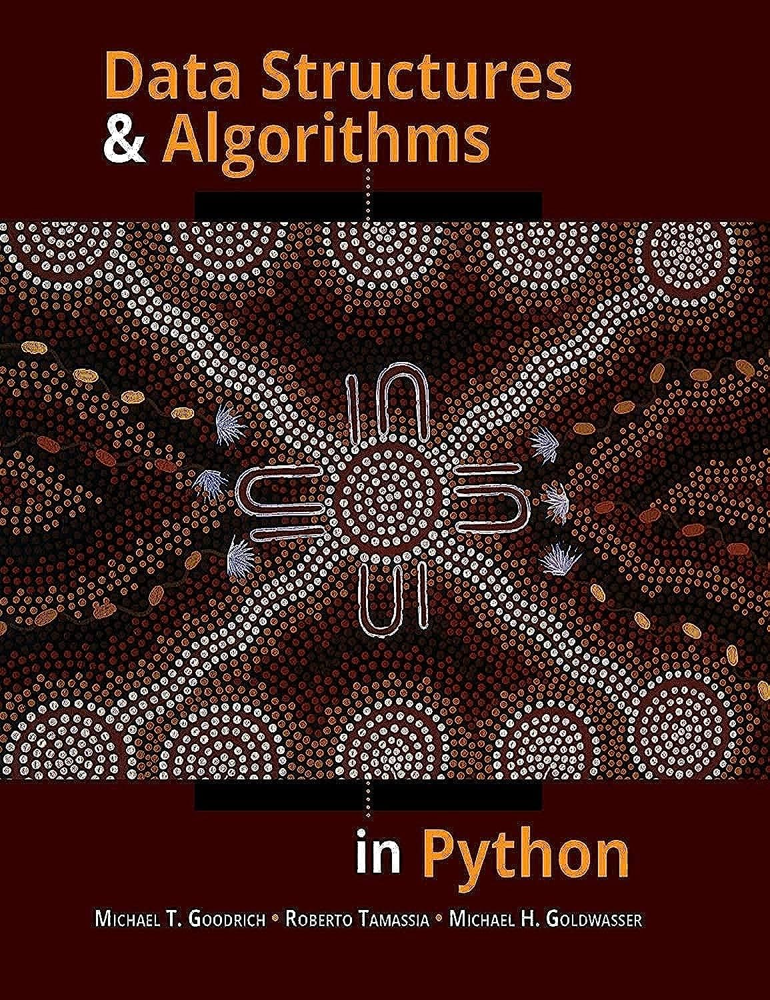 Data Structures
& Algorithms
in Python
Michael T. Goodrich • Roberto Tamassia • Michael H. Goldwasser